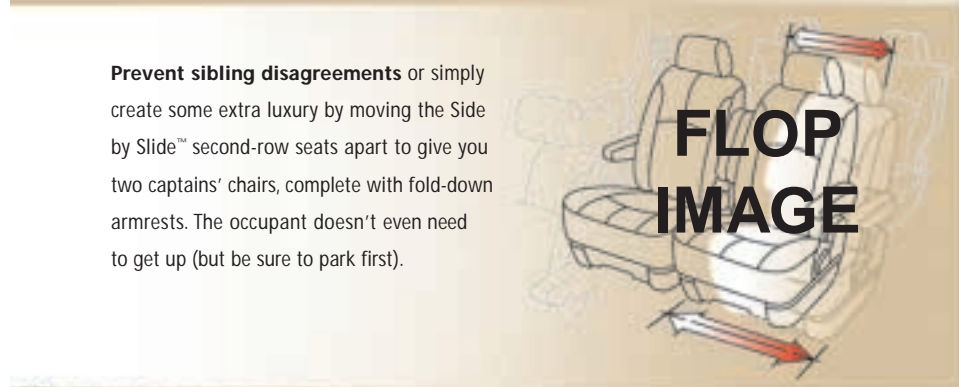 Prevent sibling disagreements or simply
create some extra luxury by moving the Side
by Slide™ second-row seats apart to give you
two captains’ chairs, complete with fold-down
armrests. The occupant doesn’t even need
to get up (but be sure to park first).
FLOP
IMAGE